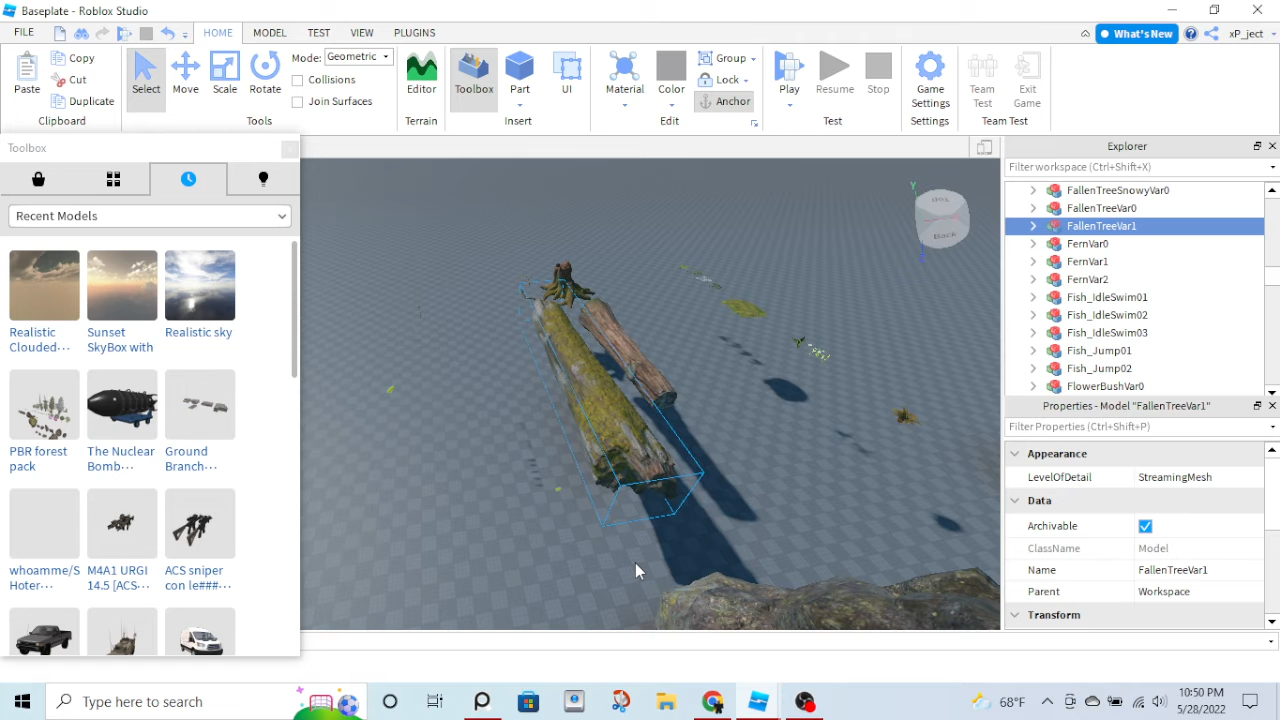 Baseplate - Roblox Studio
FILE
HOME
MODEL
TEST
VIEW
PLUGINS
What's New
xP_ject
Paste
Copy
Cut
Duplicate
Clipboard
Select
Move
Scale
Rotate
Mode: Geometric
Collisions
Join Surfaces
Tools
Editor
Terrain
Toolbox
Part
UI
Insert
Material
Color
Group
Lock
Anchor
Edit
Play
Resume
Stop
Test
Game
Settings
Settings
Team
Test
Exit
Game
Team Test
Toolbox
Recent Models
Realistic
Clouded...
Sunset
SkyBox with
Realistic sky
PBR forest
pack
The Nuclear
Bomb...
Ground
Branch...
whoamme/S
Hoter...
M4A1 URGI
14.5 [ACS...
ACS sniper
con le###...
Y
TOP
Back
Explorer
Filter workspace (Ctrl+Shift+X)
FallenTreeSnowyVar0
FallenTreeVar0
FallenTreeVar1
FernVar0
FernVar1
FernVar2
Fish_IdleSwim01
Fish_IdleSwim02
Fish_IdleSwim03
Fish_Jump01
Fish_Jump02
FlowerBushVar0
Properties - Model "FallenTreeVar1"
Filter Properties (Ctrl+Shift+P)
Appearance
LevelOfDetail StreamingMesh
Data
Archivable
ClassName Model
Name FallenTreeVar1
Parent Workspace
Transform
Type here to search
68°F
10:50 PM
5/28/2022